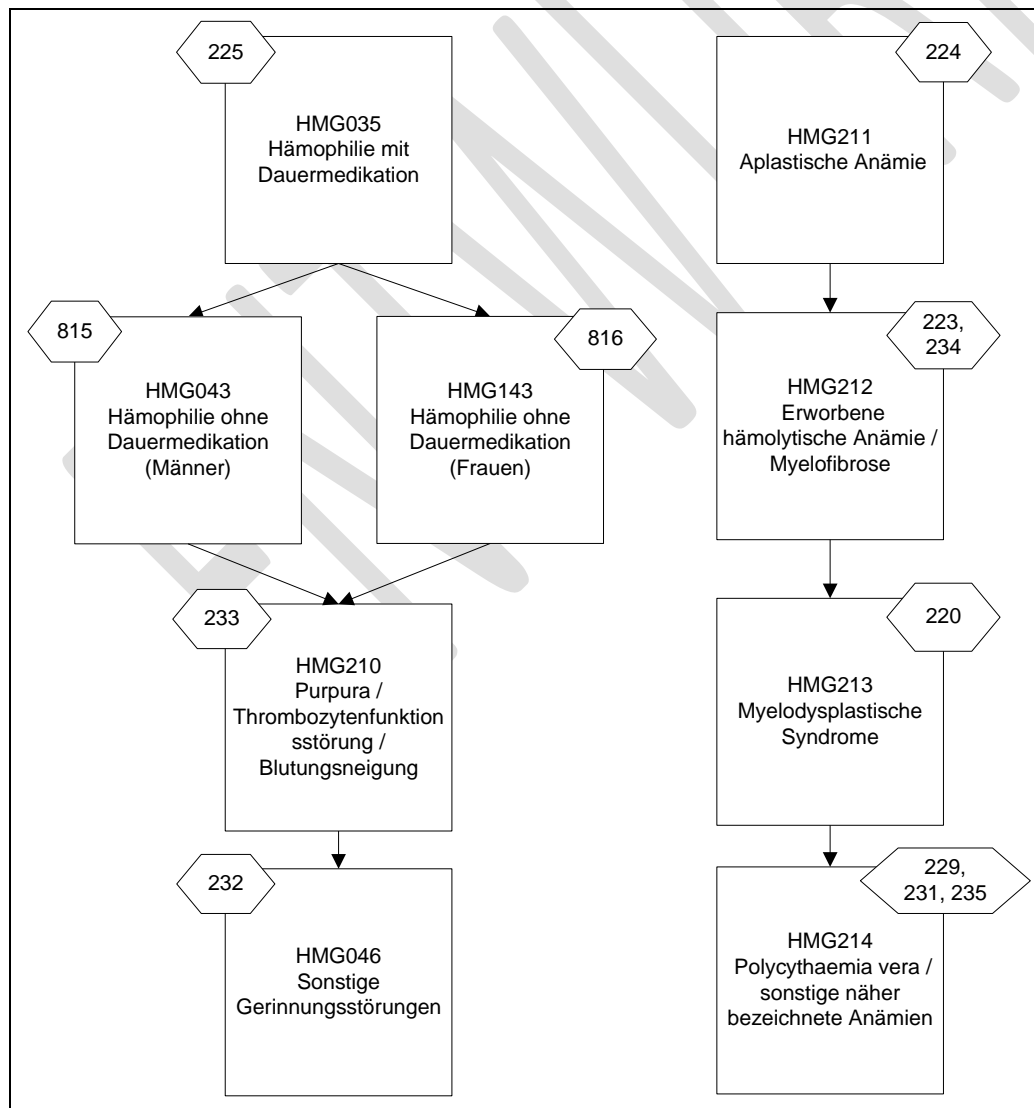 225
HMG035
Hämophilie mit
Dauermedikation
815
HMG043
Hämophilie ohne
Dauermedikation
(Männer)
816
HMG143
Hämophilie ohne
Dauermedikation
(Frauen)
233
HMG210
Purpura /
Thrombozytenfunktion
sstörung /
Blutungsneigung
232
HMG046
Sonstige
Gerinnungsstörungen
224
HMG211
Aplastische Anämie
223,
234
HMG212
Erworbene
hämolytische Anämie /
Myelofibrose
220
HMG213
Myelodysplastische
Syndrome
229,
231, 235
HMG214
Polycythaemia vera /
sonstige näher
bezeichnete Anämien